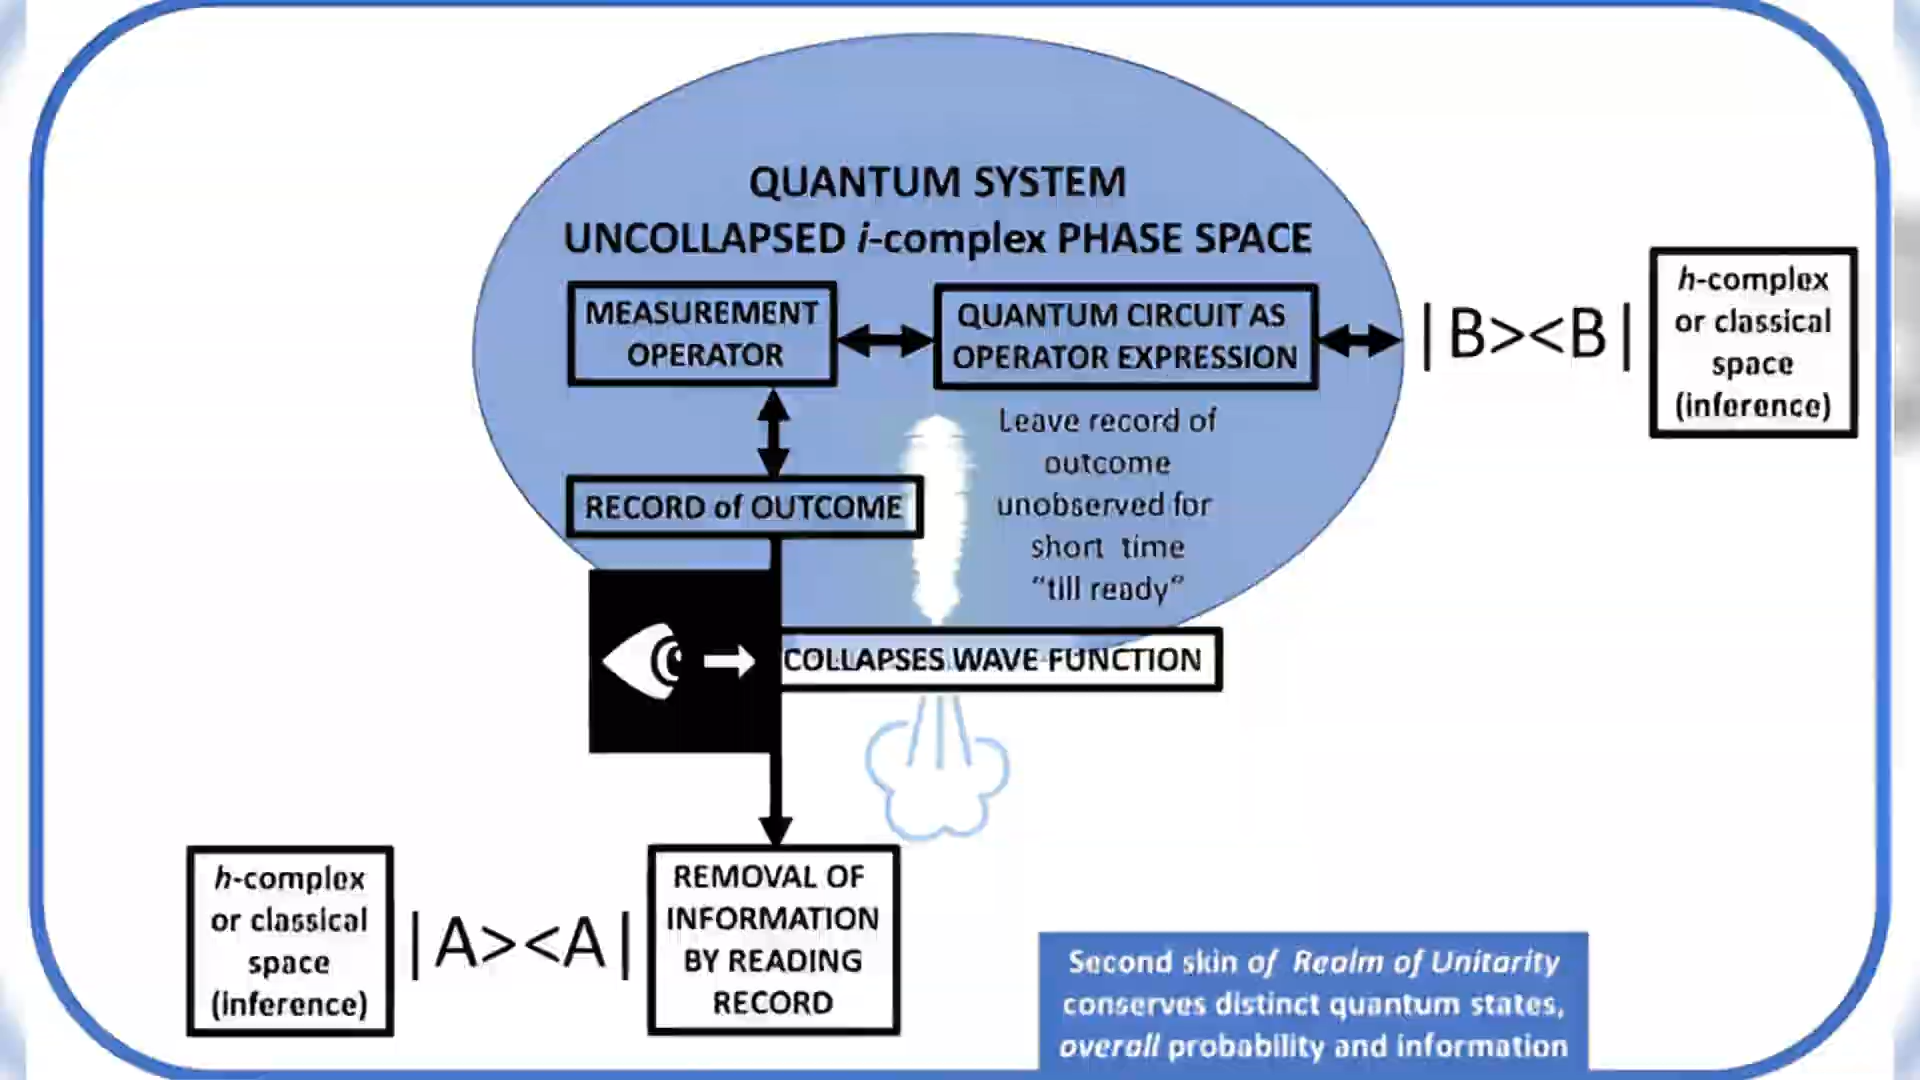 QUANTUM SYSTEM
UNCOLLAPSED i-complex PHASE SPACE
MEASUREMENT
OPERATOR
QUANTUM CIRCUIT AS
OPERATOR EXPRESSION
|B><B|
h-complex
or classical
space
(inference)
Leave record of
outcome
unobserved for
short time
“till ready”
RECORD of OUTCOME
COLLAPSES WAVE FUNCTION
h-complex
or classical
space
(inference)
|A><A|
REMOVAL OF
INFORMATION
BY READING
RECORD
Second skin of Realm of Unitarity
conserves distinct quantum states,
overall probability and information